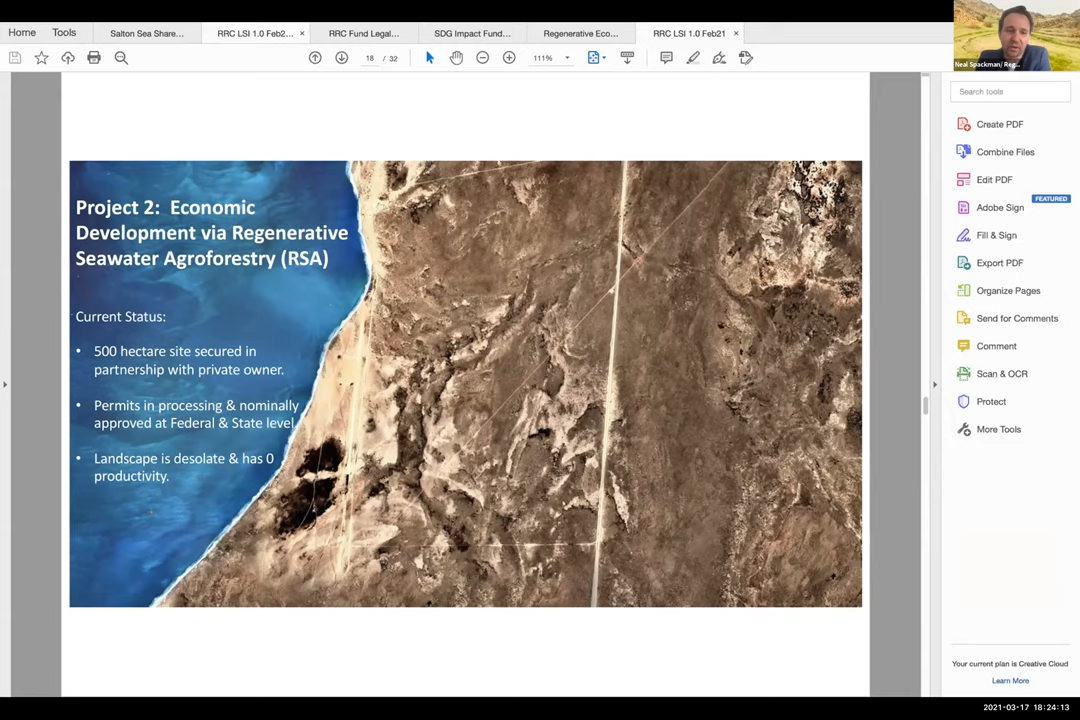 Home
Tools
Salton Sea Share...
RRC LSI 1.0 Feb2... ×
RRC Fund Legal...
SDG Impact Fund...
Regenerative Eco...
RRC LSI 1.0 Feb21 ×
18 / 32
111%
Neal Spackman/ Reg...
Search tools
Create PDF
Combine Files
Edit PDF
FEATURED
Adobe Sign
Fill & Sign
Export PDF
Organize Pages
Send for Comments
Comment
Scan & OCR
Protect
More Tools
Project 2: Economic
Development via Regenerative
Seawater Agroforestry (RSA)
Current Status:
• 500 hectare site secured in
partnership with private owner.
• Permits in processing & nominally
approved at Federal & State level
• Landscape is desolate & has 0
productivity.
Your current plan is Creative Cloud
Learn More
2021-03-17 18:24:13